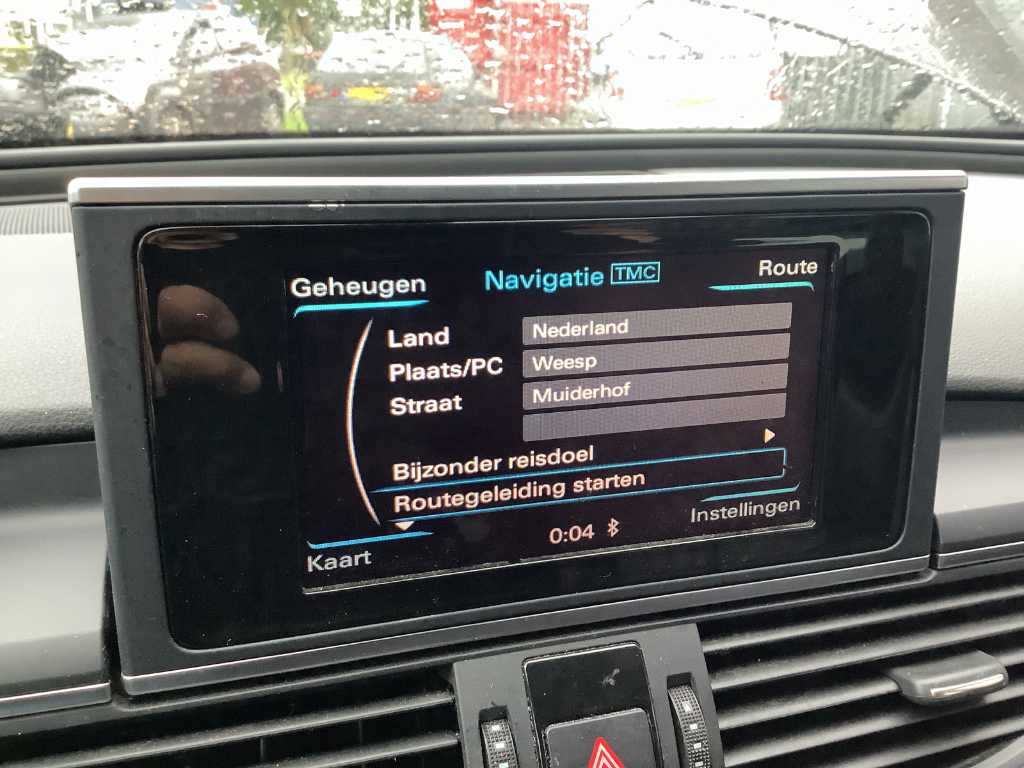 Geheugen Navigatie TMC Route
Land Nederland
Plaats/PC Weesp
Straat Muiderhof
Bijzonder reisdoel
Routegeleiding starten
Kaart 0:04 Instellingen